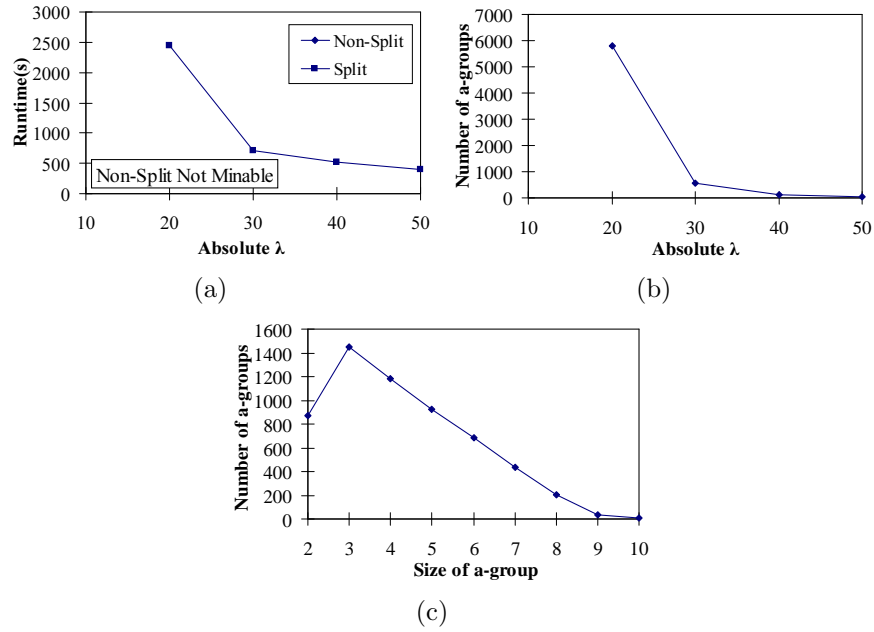 3000
2500
2000
1500
1000
500
0
Runtime(s)
Non-Split
Split
Non-Split Not Minable
10 20 30 40 50
Absolute λ
(a)
7000
6000
5000
4000
3000
2000
1000
0
Number of a-groups
10 20 30 40 50
Absolute λ
(b)
1600
1400
1200
1000
800
600
400
200
0
Number of a-groups
2 3 4 5 6 7 8 9 10
Size of a-group
(c)